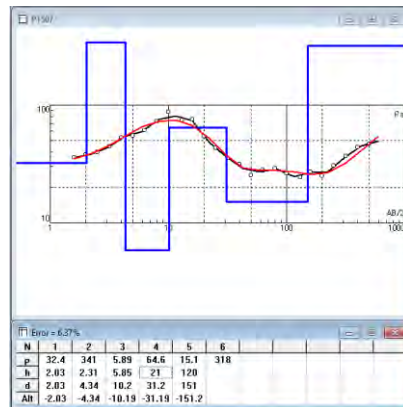 P1507
100
Pa
10
AB/2
1
10
100
1000
Error = 6.37%
N 1 2 3 4 5 6
ρ 32.4 341 5.89 64.6 15.1 318
h 2.03 2.31 5.85 21 120
d 2.03 4.34 10.2 31.2 151
Alt -2.03 -4.34 -10.19 -31.19 -151.2